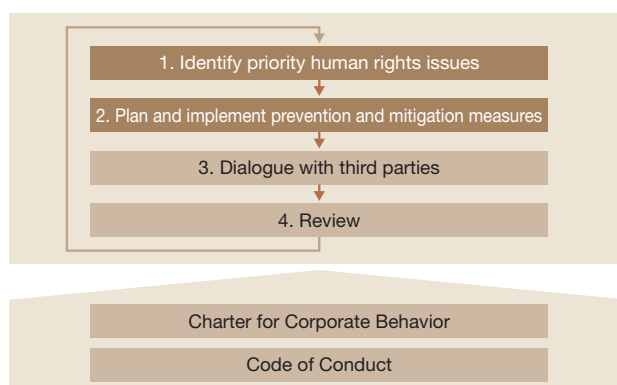 1. Identify priority human rights issues
2. Plan and implement prevention and mitigation measures
3. Dialogue with third parties
4. Review
Charter for Corporate Behavior
Code of Conduct